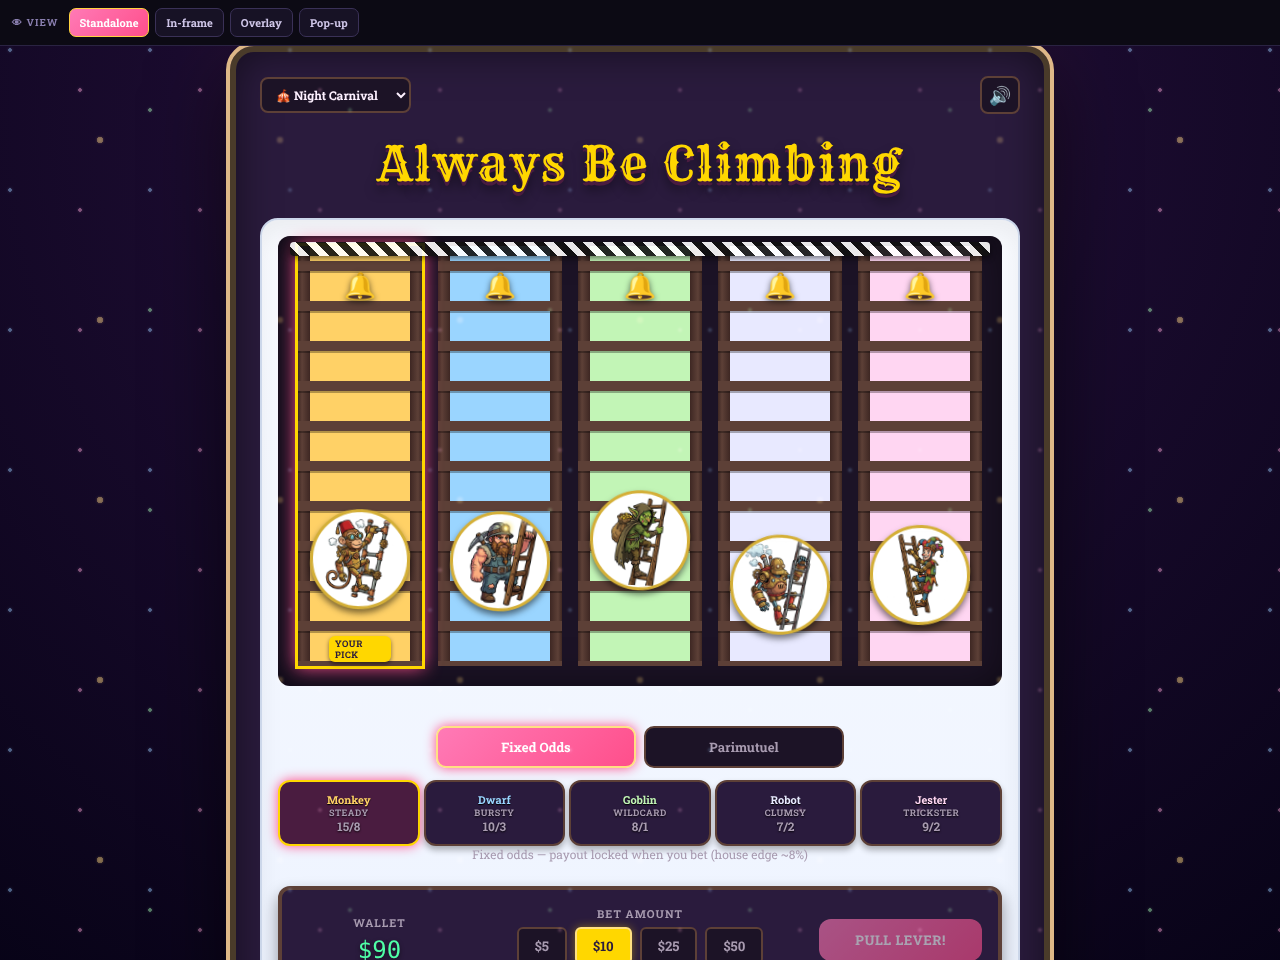 VIEW
Standalone
In-frame
Overlay
Pop-up
Night Carnival
Always Be Climbing
YOUR
PICK
Fixed Odds
Parimutuel
Monkey
STEADY
15/8
Dwarf
BURSTY
10/3
Goblin
WILDCARD
8/1
Robot
CLUMSY
7/2
Jester
TRICKSTER
9/2
Fixed odds — payout locked when you bet (house edge ~8%)
WALLET
$90
BET AMOUNT
$5
$10
$25
$50
PULL LEVER!